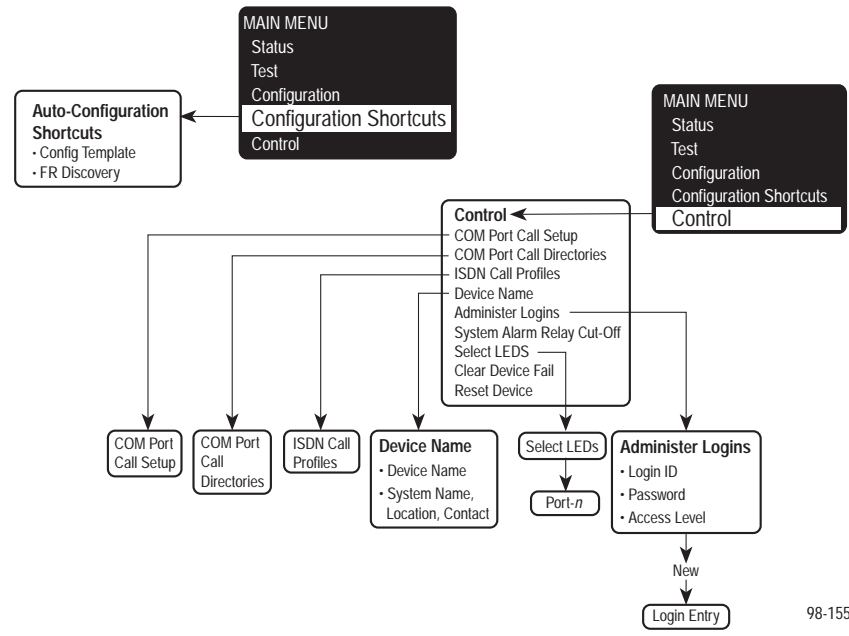 MAIN MENU
Status
Test
Configuration
Configuration Shortcuts
Control
Auto-Configuration
Shortcuts
• Config Template
• FR Discovery
MAIN MENU
Status
Test
Configuration
Configuration Shortcuts
Control
Control
COM Port Call Setup
COM Port Call Directories
ISDN Call Profiles
Device Name
Administer Logins
System Alarm Relay Cut-Off
Select LEDS
Clear Device Fail
Reset Device
COM Port
Call Setup
COM Port
Call
Directories
ISDN Call
Profiles
Device Name
• Device Name
• System Name,
Location, Contact
Select LEDs
Port-n
Administer Logins
• Login ID
• Password
• Access Level
New
Login Entry
98-155